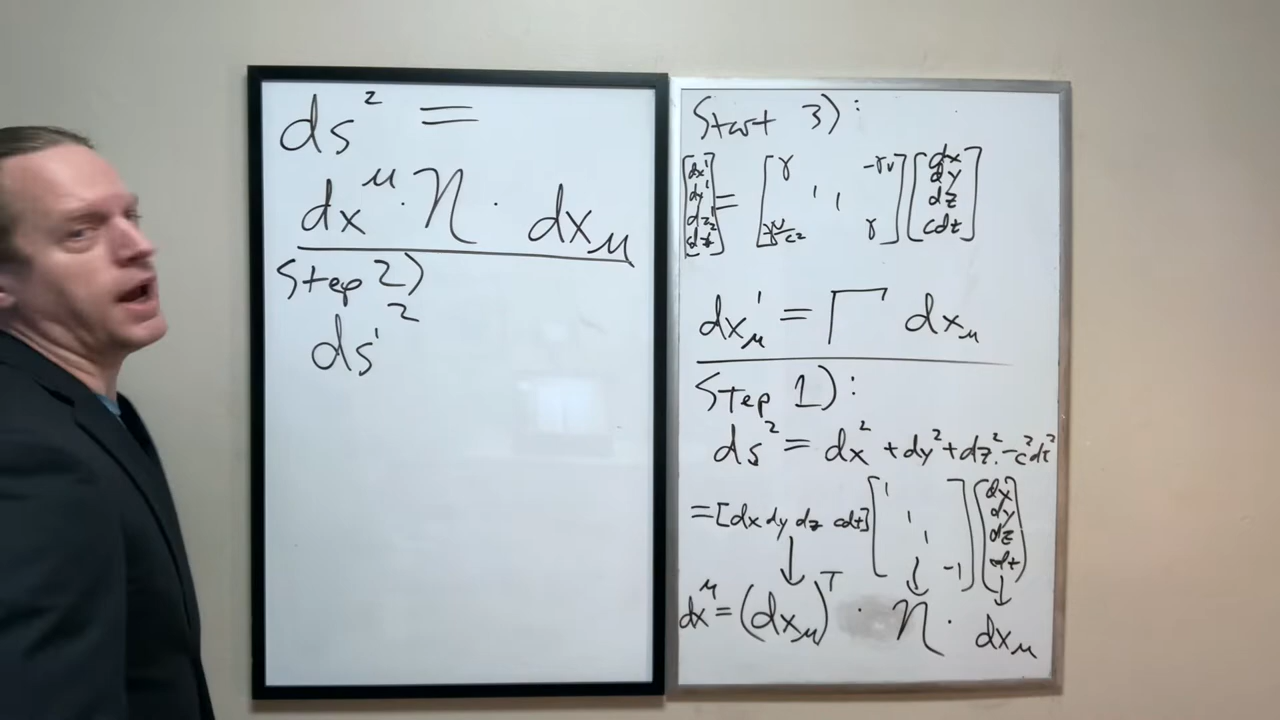 ds² =
dx^μ · η · dx_μ
Step 2)
ds'²
Start 3):
[dx' dy' dz' cdt'] = [γ -γv 1 1 γv/c² γ] [dx dy dz cdt]
dx'_μ = Γ dx_μ
Step 1):
ds² = dx² + dy² + dz² - c²dt²
= [dx dy dz cdt] [1 1 1 -1] [dx dy dz cdt]
↓ ↓ ↓
dx^μ = (dx_μ)^T · η · dx_μ